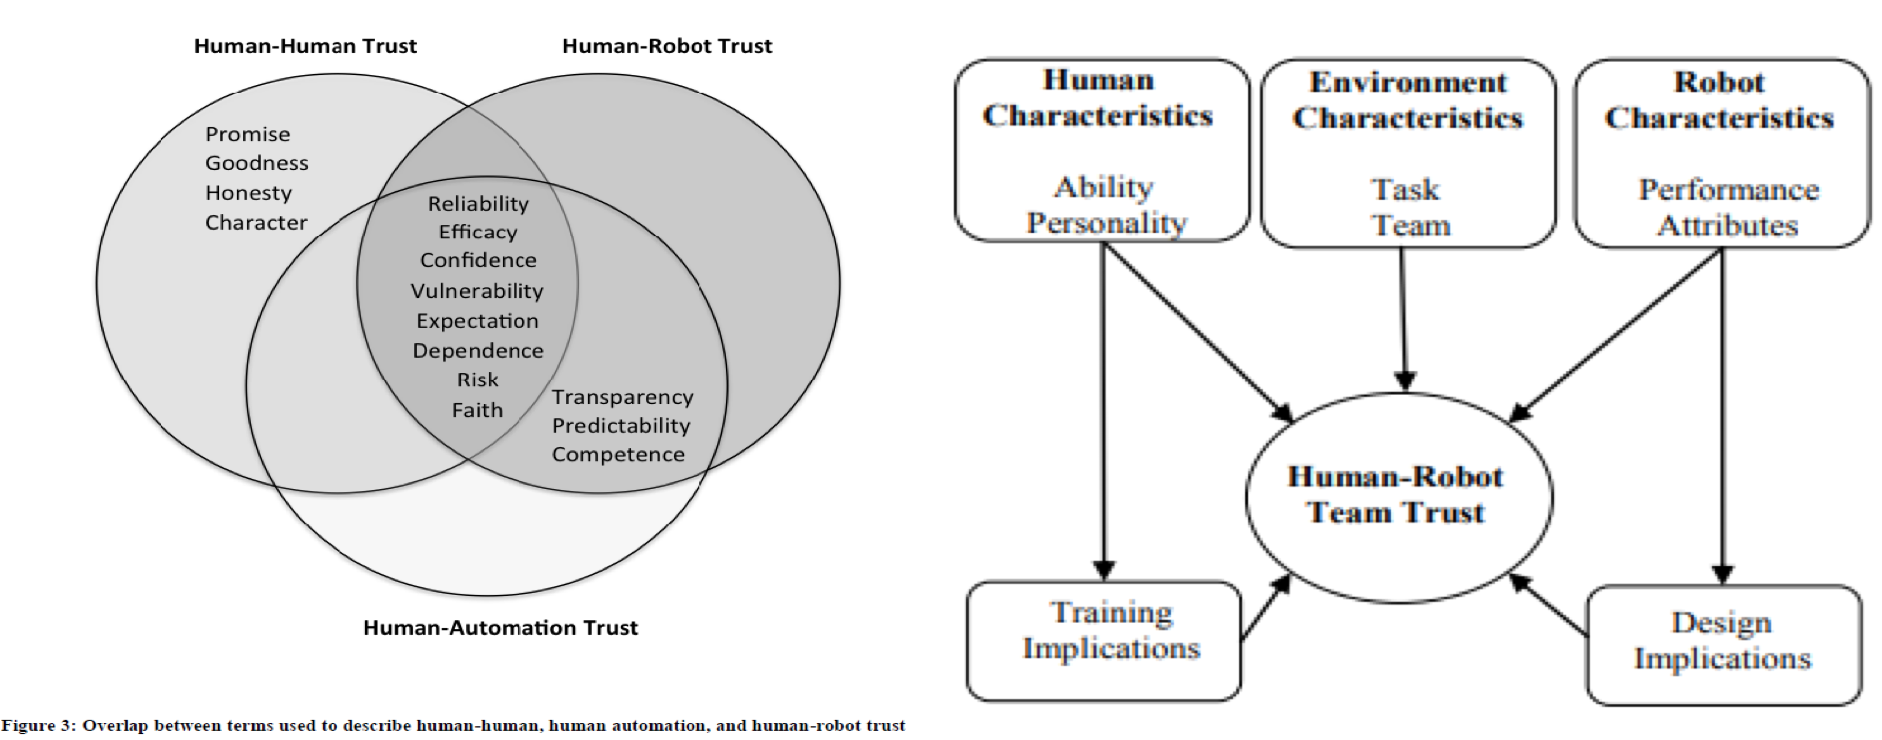 Human-Human Trust
Human-Robot Trust
Promise
Goodness
Honesty
Character
Reliability
Efficacy
Confidence
Vulnerability
Expectation
Dependence
Risk
Faith
Transparency
Predictability
Competence
Human-Automation Trust
Figure 3: Overlap between terms used to describe human-human, human automation, and human-robot trust
Human
Characteristics
Ability
Personality
Environment
Characteristics
Task
Team
Robot
Characteristics
Performance
Attributes
Human-Robot
Team Trust
Training
Implications
Design
Implications